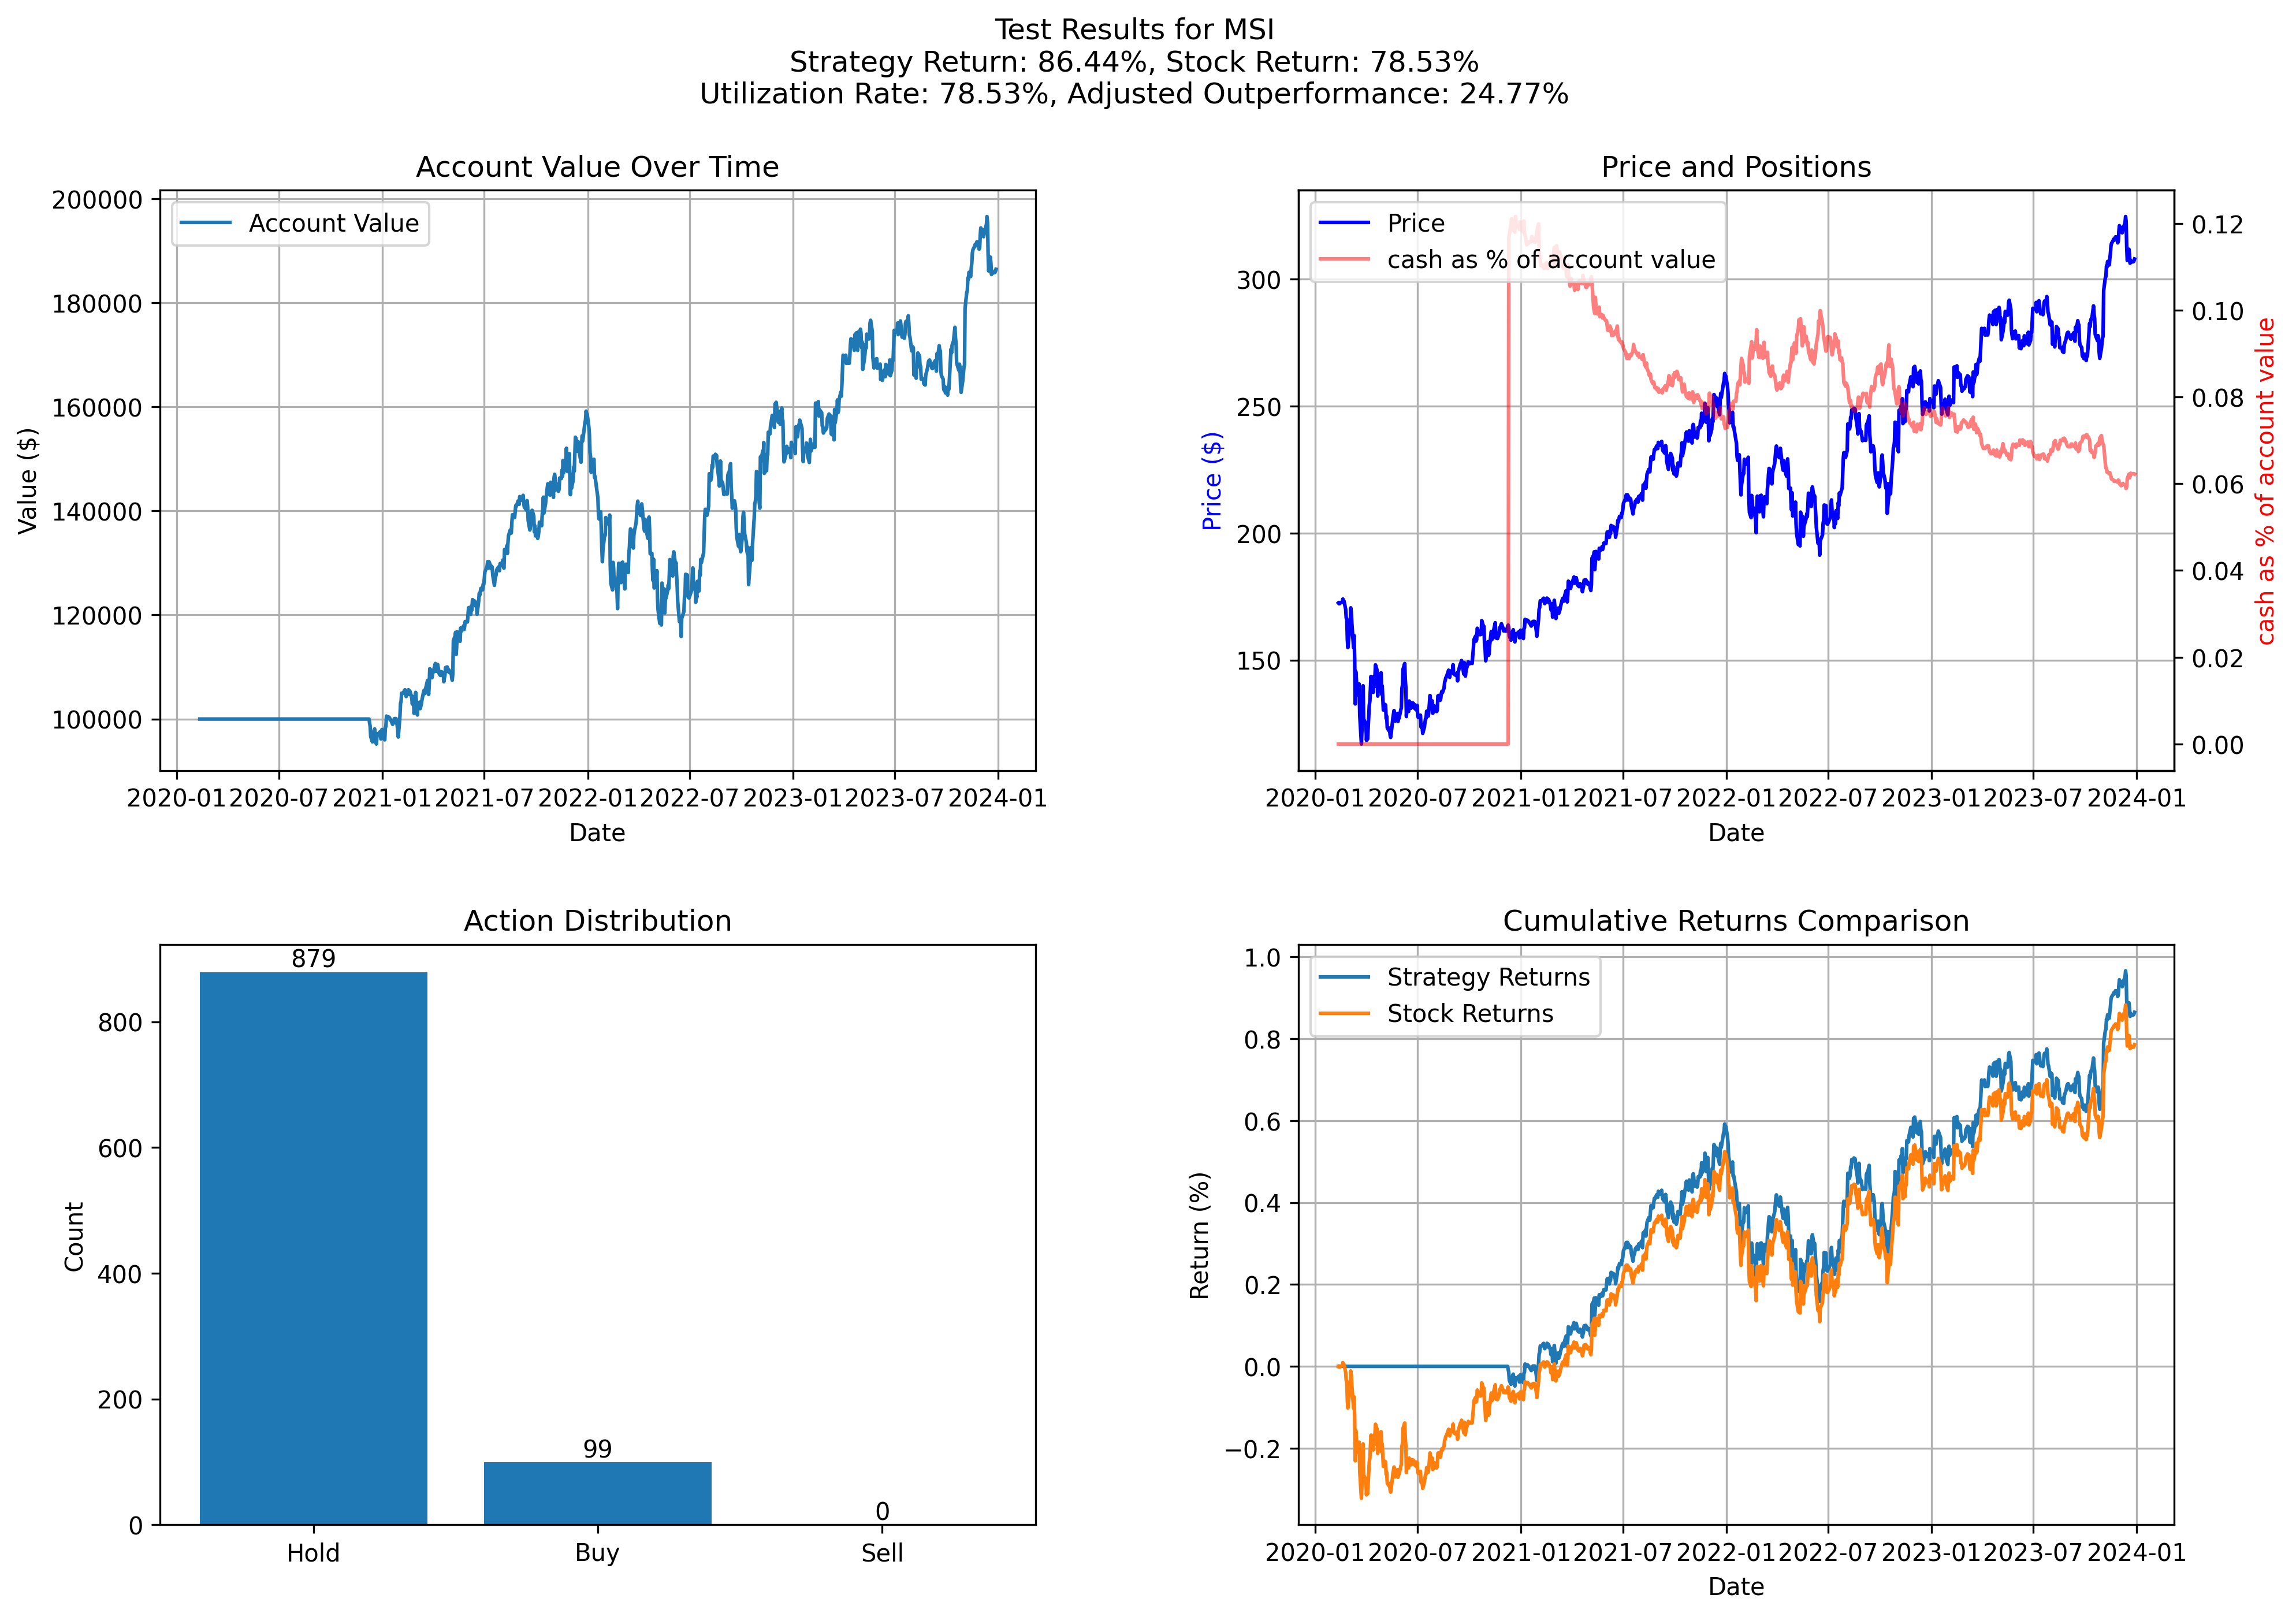 Test Results for MSI
Strategy Return: 86.44%, Stock Return: 78.53%
Utilization Rate: 78.53%, Adjusted Outperformance: 24.77%
Account Value Over Time
Account Value
200000
180000
160000
140000
120000
100000
Value ($)
2020-01 2020-07 2021-01 2021-07 2022-01 2022-07 2023-01 2023-07 2024-01
Date
Price and Positions
Price
cash as % of account value
300
250
200
150
Price ($)
0.12
0.10
0.08
0.06
0.04
0.02
0.00
cash as % of account value
2020-01 2020-07 2021-01 2021-07 2022-01 2022-07 2023-01 2023-07 2024-01
Date
Action Distribution
879
99
0
800
600
400
200
0
Count
Hold Buy Sell
Cumulative Returns Comparison
Strategy Returns
Stock Returns
1.0
0.8
0.6
0.4
0.2
0.0
−0.2
Return (%)
2020-01 2020-07 2021-01 2021-07 2022-01 2022-07 2023-01 2023-07 2024-01
Date